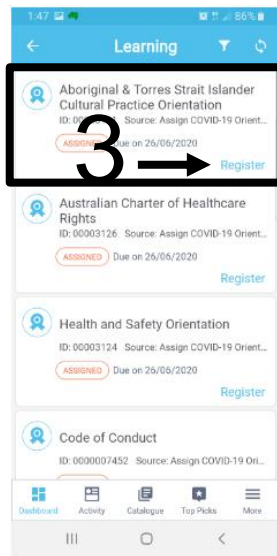 1:47 86%
Learning
Aboriginal & Torres Strait Islander
Cultural Practice Orientation
ID: Source: Assign COVID-19 Orient...
ASSIGNED Due on 26/06/2020
3
Register
Australian Charter of Healthcare
Rights
ID: 00003126 Source: Assign COVID-19 Orient...
ASSIGNED Due on 26/06/2020
Register
Health and Safety Orientation
ID: 00003124 Source: Assign COVID-19 Orient...
ASSIGNED Due on 26/06/2020
Register
Code of Conduct
ID: 0000007452 Source: Assign COVID-19 Ori...
Dashboard Activity Catalogue Top Picks More